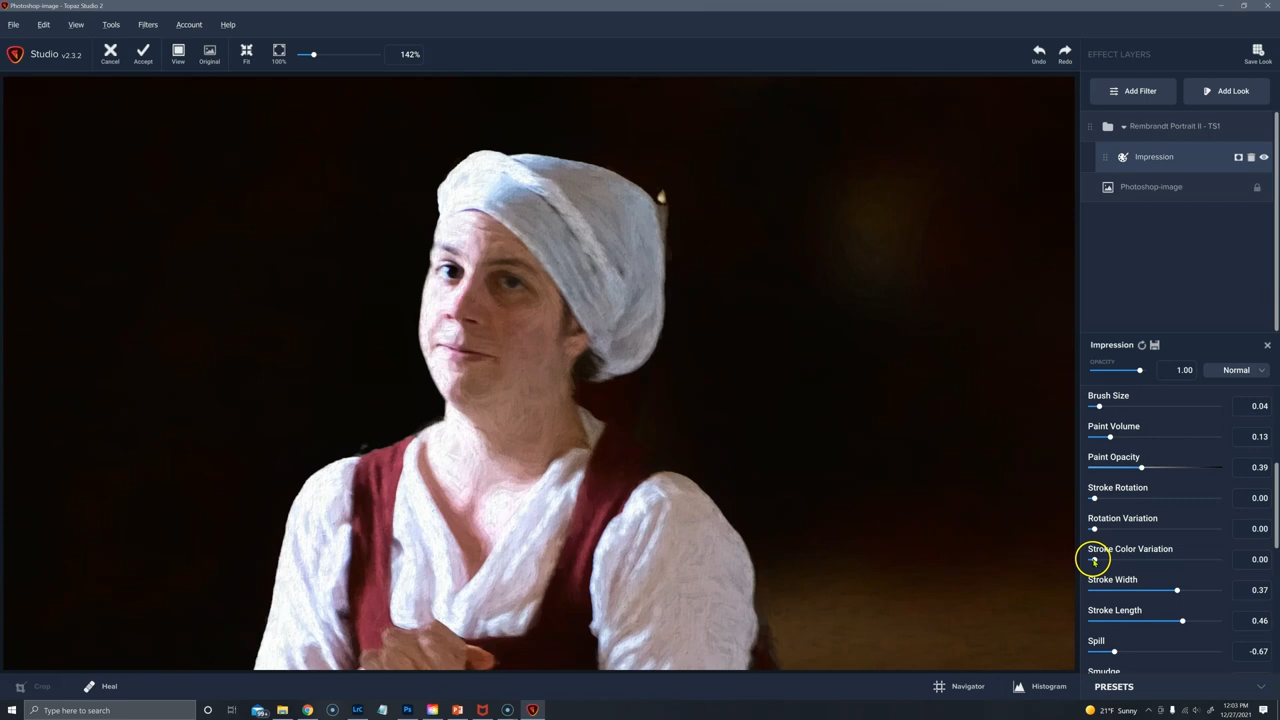 Photoshop-image - Topaz Studio 2
File Edit View Tools Filters Account Help
Studio v2.3.2 Cancel Accept View Original Fit 100% 142% Undo Redo EFFECT LAYERS Save Look
Add Filter Add Look
Rembrandt Portrait II - TS1
Impression
Photoshop-image
Impression
OPACITY 1.00 Normal
Brush Size 0.04
Paint Volume 0.13
Paint Opacity 0.39
Stroke Rotation 0.00
Rotation Variation 0.00
Stroke Color Variation 0.00
Stroke Width 0.37
Stroke Length 0.46
Spill -0.67
Smudge
Crop Heal Navigator Histogram PRESETS
Type here to search 99+ Lrc Ps 21°F Sunny 12:03 PM
12/27/2021